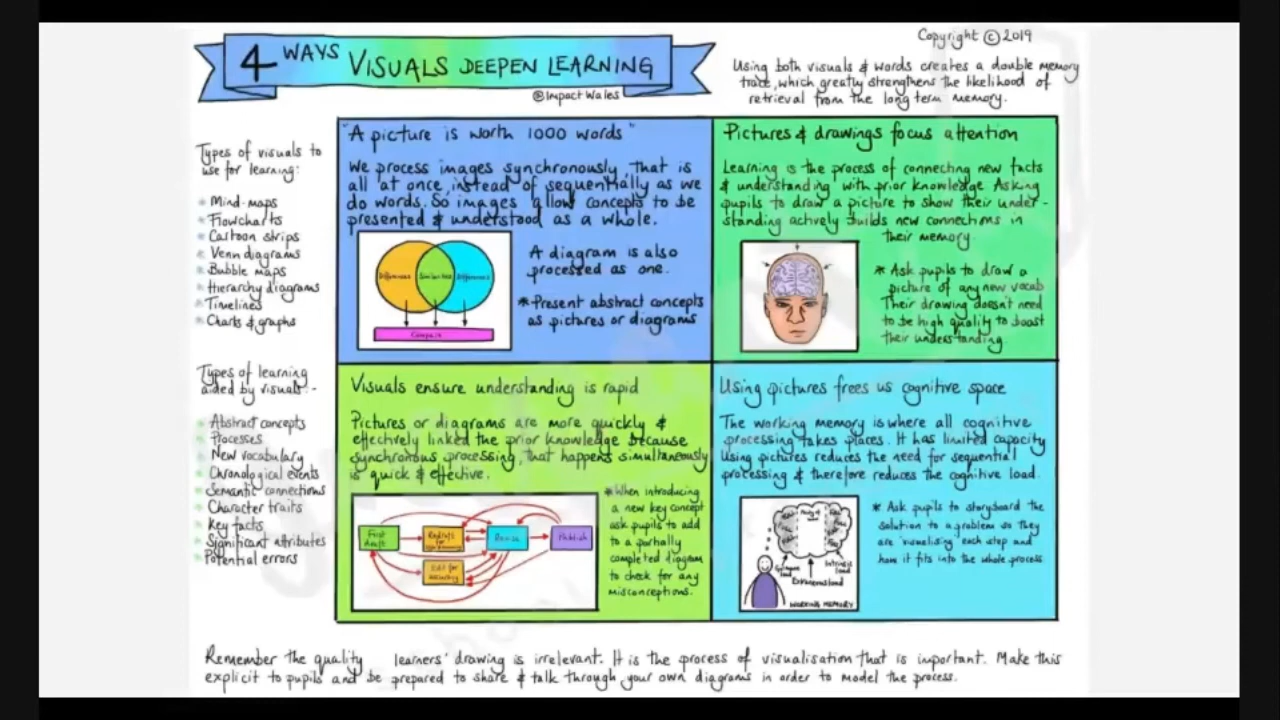 4 WAYS VISUALS DEEPEN LEARNING
@Impact Wales
Copyright © 2019
Using both visuals & words creates a double memory
trace, which greatly strengthens the likelihood of
retrieval from the long term memory.
Types of visuals to
use for learning:
* Mind-maps
* Flowcharts
* Cartoon strips
* Venn diagrams
* Bubble maps
* Hierarchy diagrams
* Timelines
* Charts & graphs
Types of learning
aided by visuals:-
* Abstract concepts
* Processes
* New vocabulary
* Chronological events
* Semantic connections
* Character traits
* Key facts
* Significant attributes
* Potential errors
"A picture is worth 1000 words"
We process images synchronously, that is
all at once, instead of sequentially as we
do words. So images allow concepts to be
presented & understood as a whole.
Differences Similarities Differences
Compare
A diagram is also
processed as one.
* Present abstract concepts
as pictures or diagrams
Pictures & drawings focus attention
Learning is the process of connecting new facts
& understanding with prior knowledge. Asking
pupils to draw a picture to show their under-
standing actively builds new connections in
their memory.
* Ask pupils to draw a
picture of any new vocab
Their drawing doesn't need
to be high quality to boost
their understanding
Visuals ensure understanding is rapid
Pictures or diagrams are more quickly &
effectively linked the prior knowledge because
synchronous processing, that happens simultaneously
is quick & effective.
First
draft
Redraft
for
Revise
Publish
Edit for
accuracy
* When introducing
a new key concept
ask pupils to add
to a partially
completed diagram
to check for any
misconceptions.
Using pictures frees us cognitive space
The working memory is where all cognitive
processing takes places. It has limited capacity
Using pictures reduces the need for sequential
processing & therefore reduces the cognitive load.
Germane
load
Extraneous load
Intrinsic
load
WORKING MEMORY
* Ask pupils to storyboard the
solution to a problem so they
are visualising each step and
how it fits into the whole process
Remember the quality learners' drawing is irrelevant. It is the process of visualisation that is important. Make this
explicit to pupils and be prepared to share & talk through your own diagrams in order to model the process.